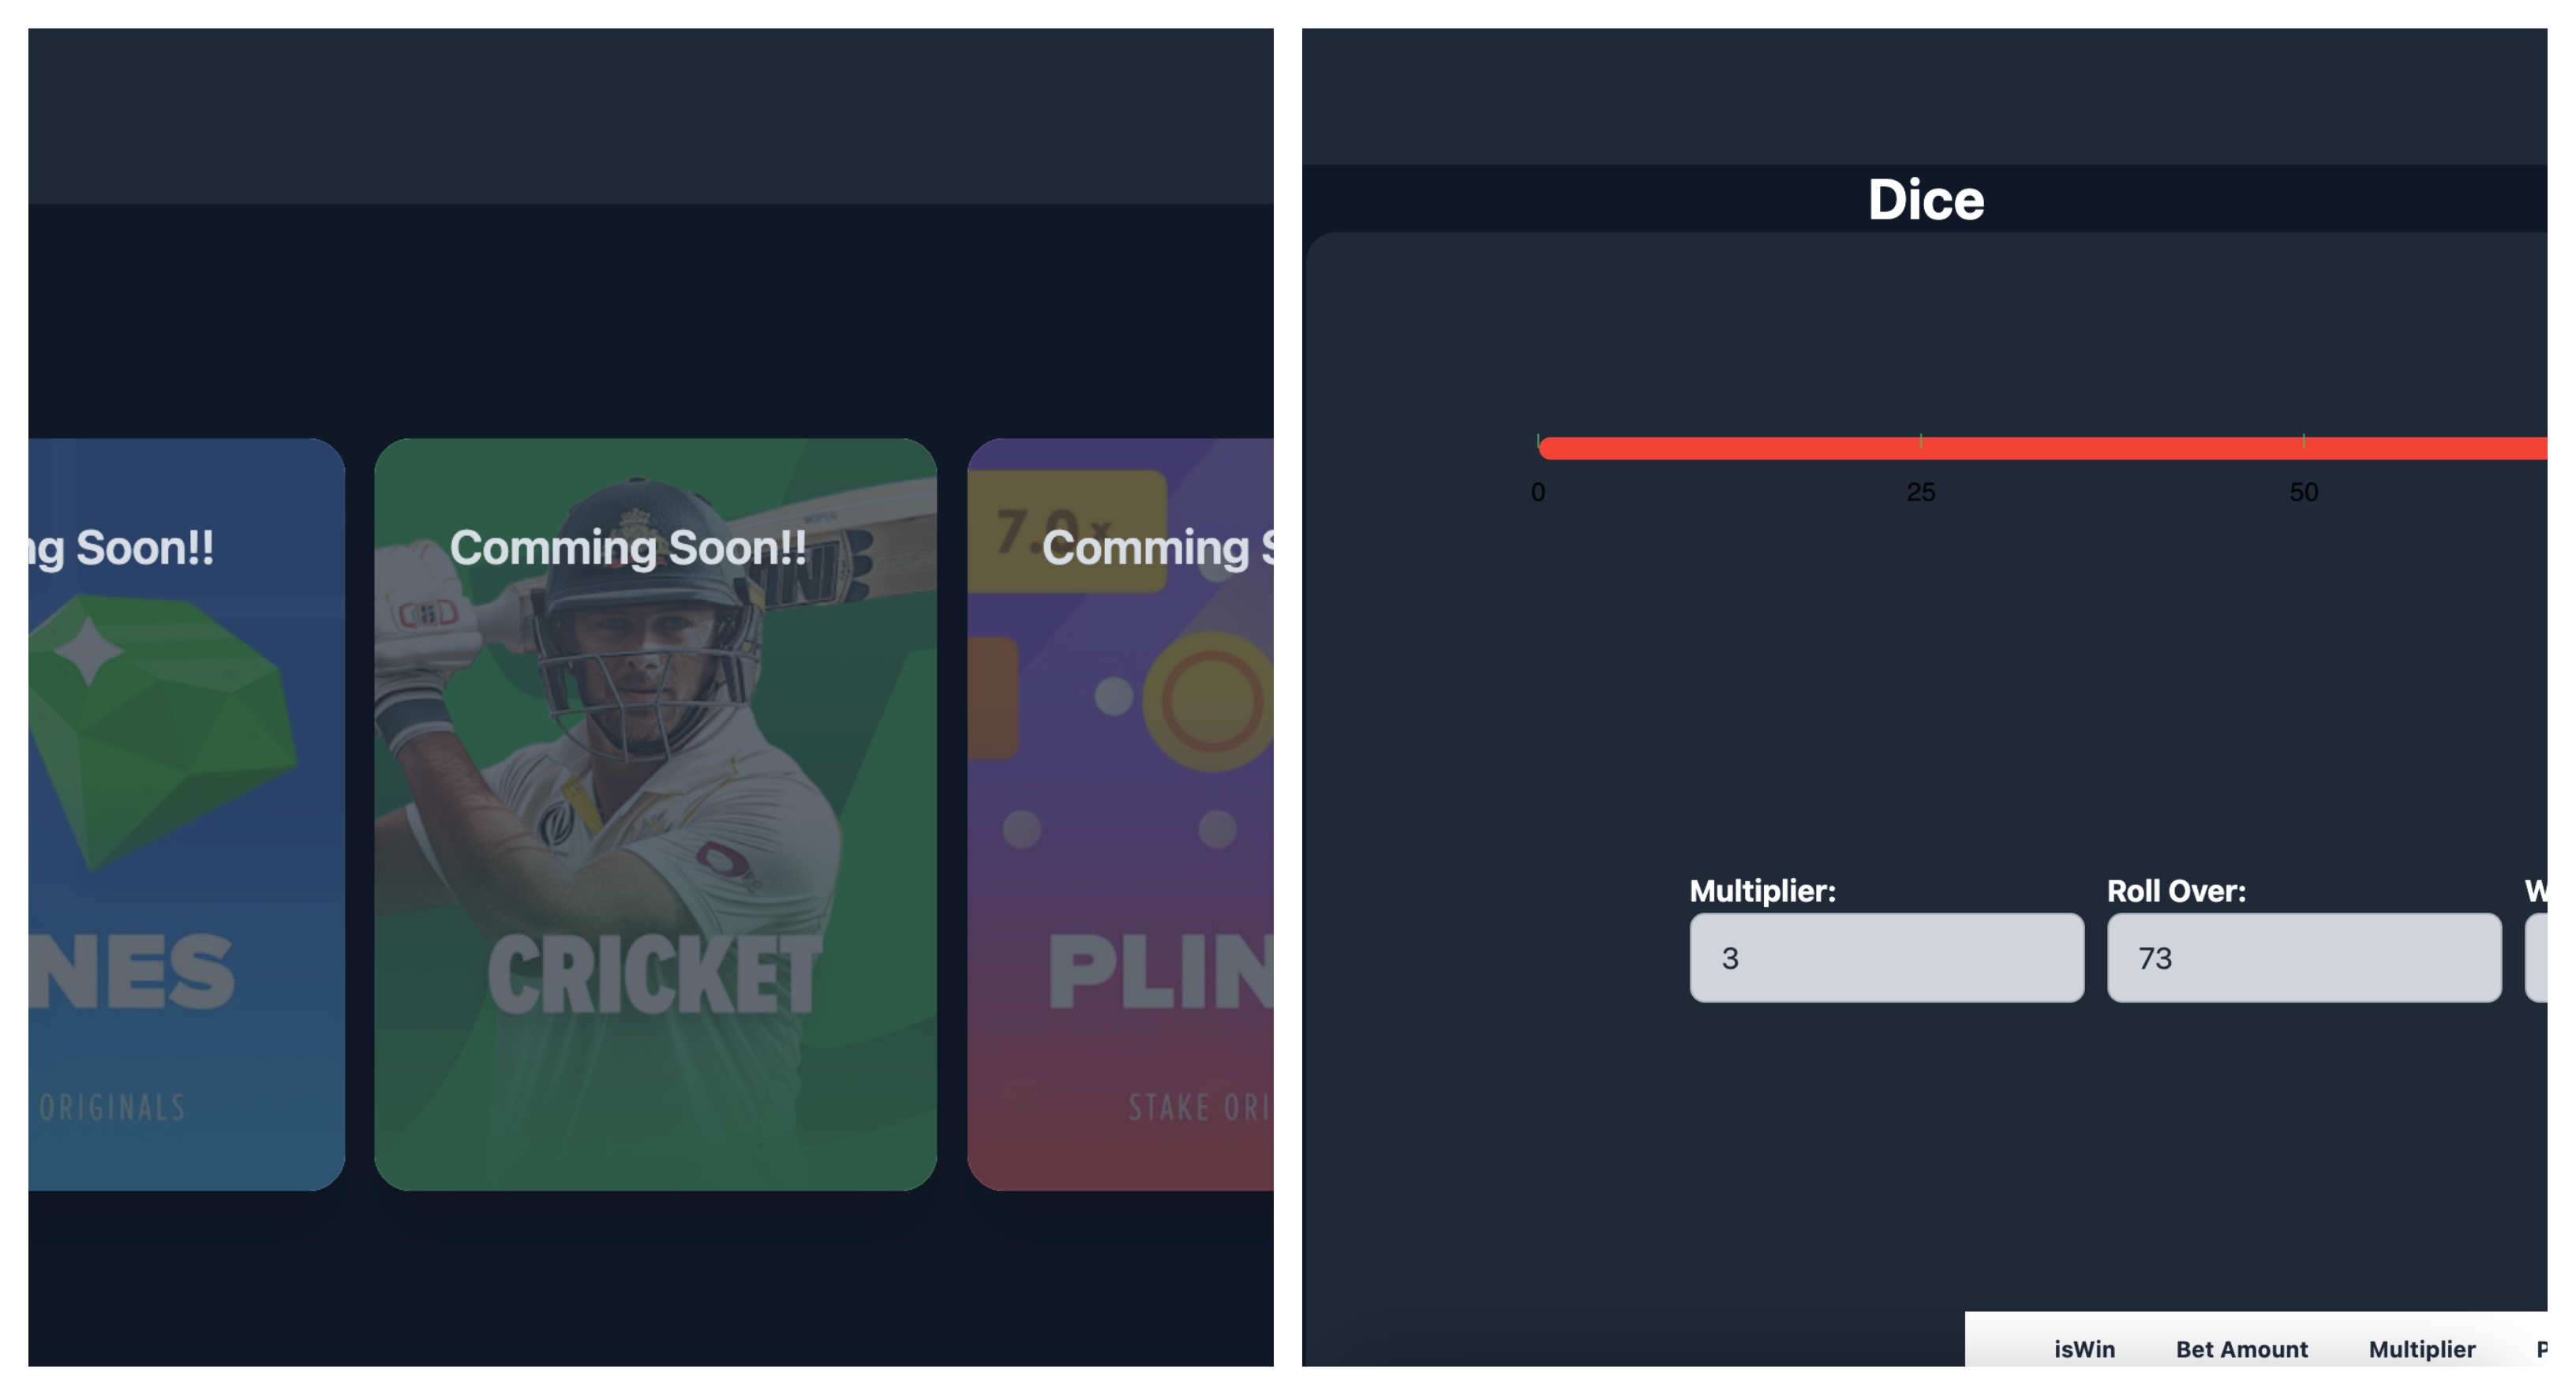 ng Soon!!
Comming Soon!!
7.0x
Comming S
NES
CRICKET
PLIN
ORIGINALS
STAKE ORI
Dice
0 25 50
Multiplier: Roll Over: W
3 73
isWin Bet Amount Multiplier P